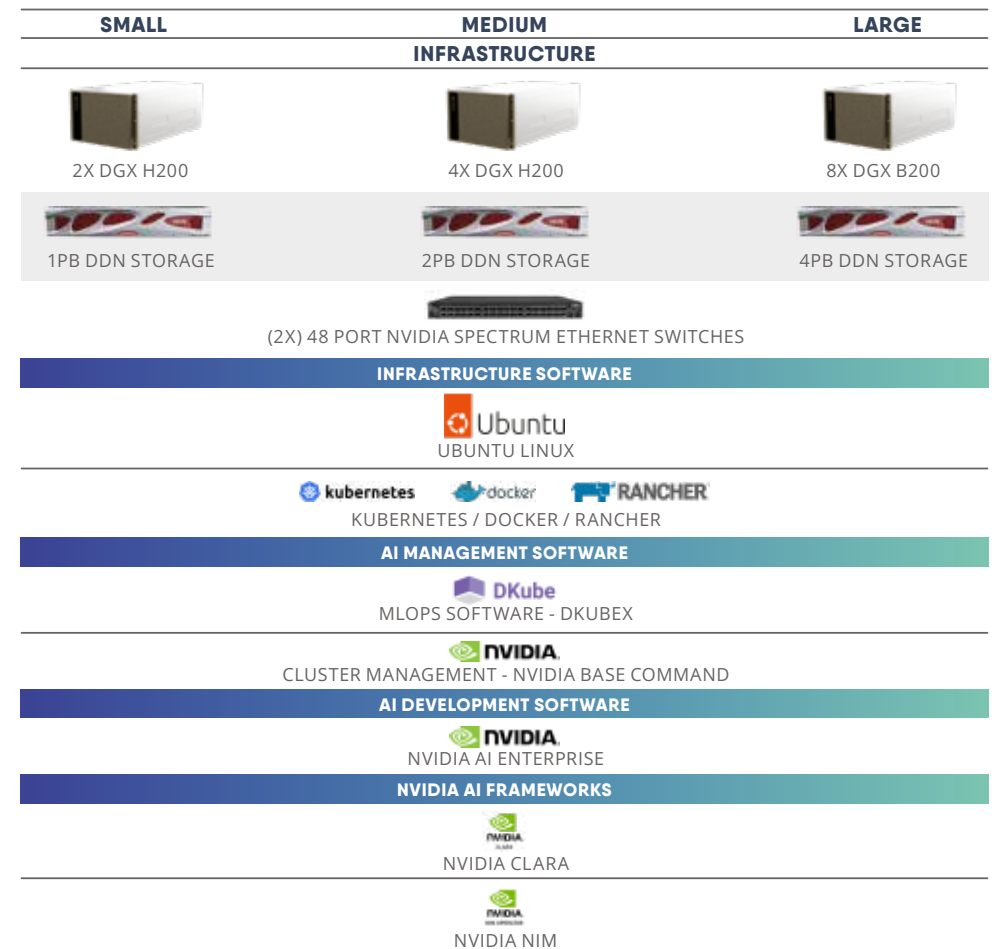 SMALL MEDIUM LARGE
INFRASTRUCTURE
2X DGX H200 4X DGX H200 8X DGX B200
1PB DDN STORAGE 2PB DDN STORAGE 4PB DDN STORAGE
(2X) 48 PORT NVIDIA SPECTRUM ETHERNET SWITCHES
INFRASTRUCTURE SOFTWARE
Ubuntu
UBUNTU LINUX
kubernetes docker RANCHER
KUBERNETES / DOCKER / RANCHER
AI MANAGEMENT SOFTWARE
DKube
MLOPS SOFTWARE - DKUBEX
NVIDIA.
CLUSTER MANAGEMENT - NVIDIA BASE COMMAND
AI DEVELOPMENT SOFTWARE
NVIDIA.
NVIDIA AI ENTERPRISE
NVIDIA AI FRAMEWORKS
NVIDIA.
NVIDIA CLARA
NVIDIA.
NVIDIA NIM